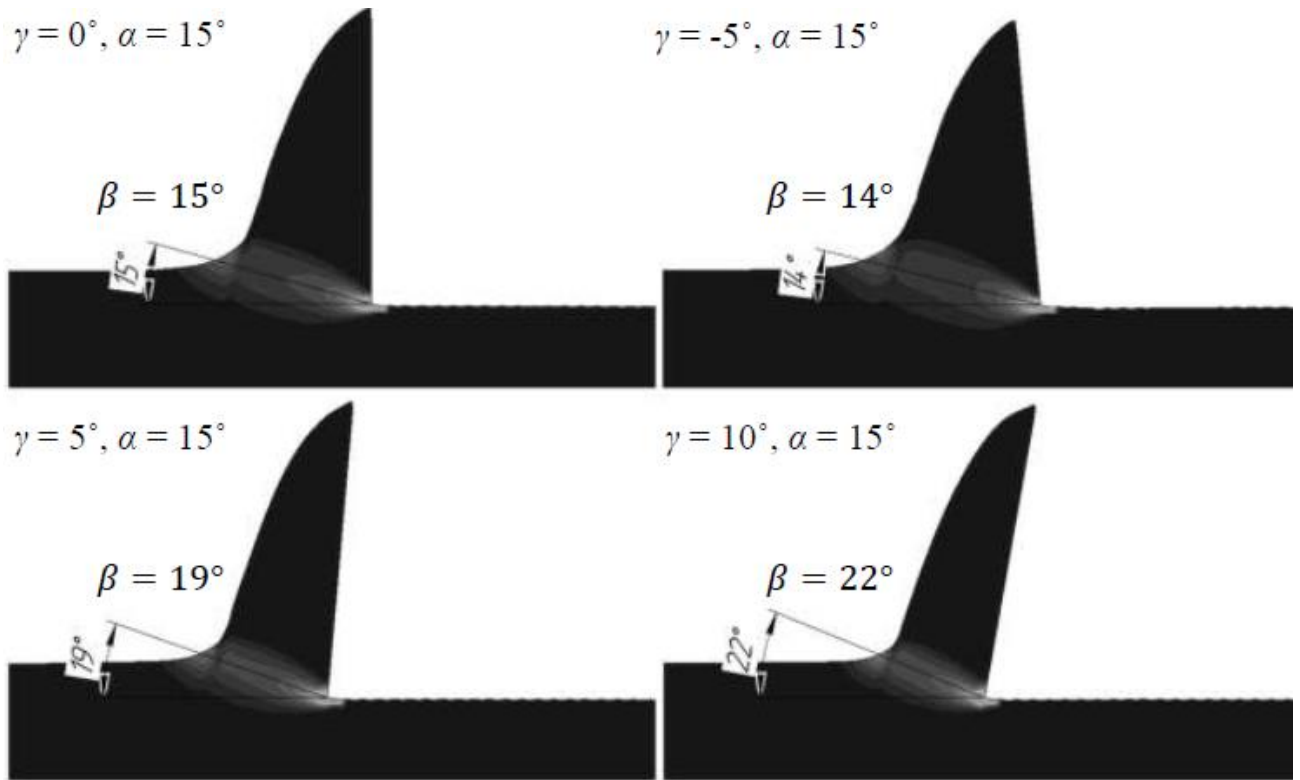 γ = 0˚, α = 15˚
β = 15°
15°
γ = -5˚, α = 15˚
β = 14°
14°
γ = 5˚, α = 15˚
β = 19°
19°
γ = 10˚, α = 15˚
β = 22°
22°